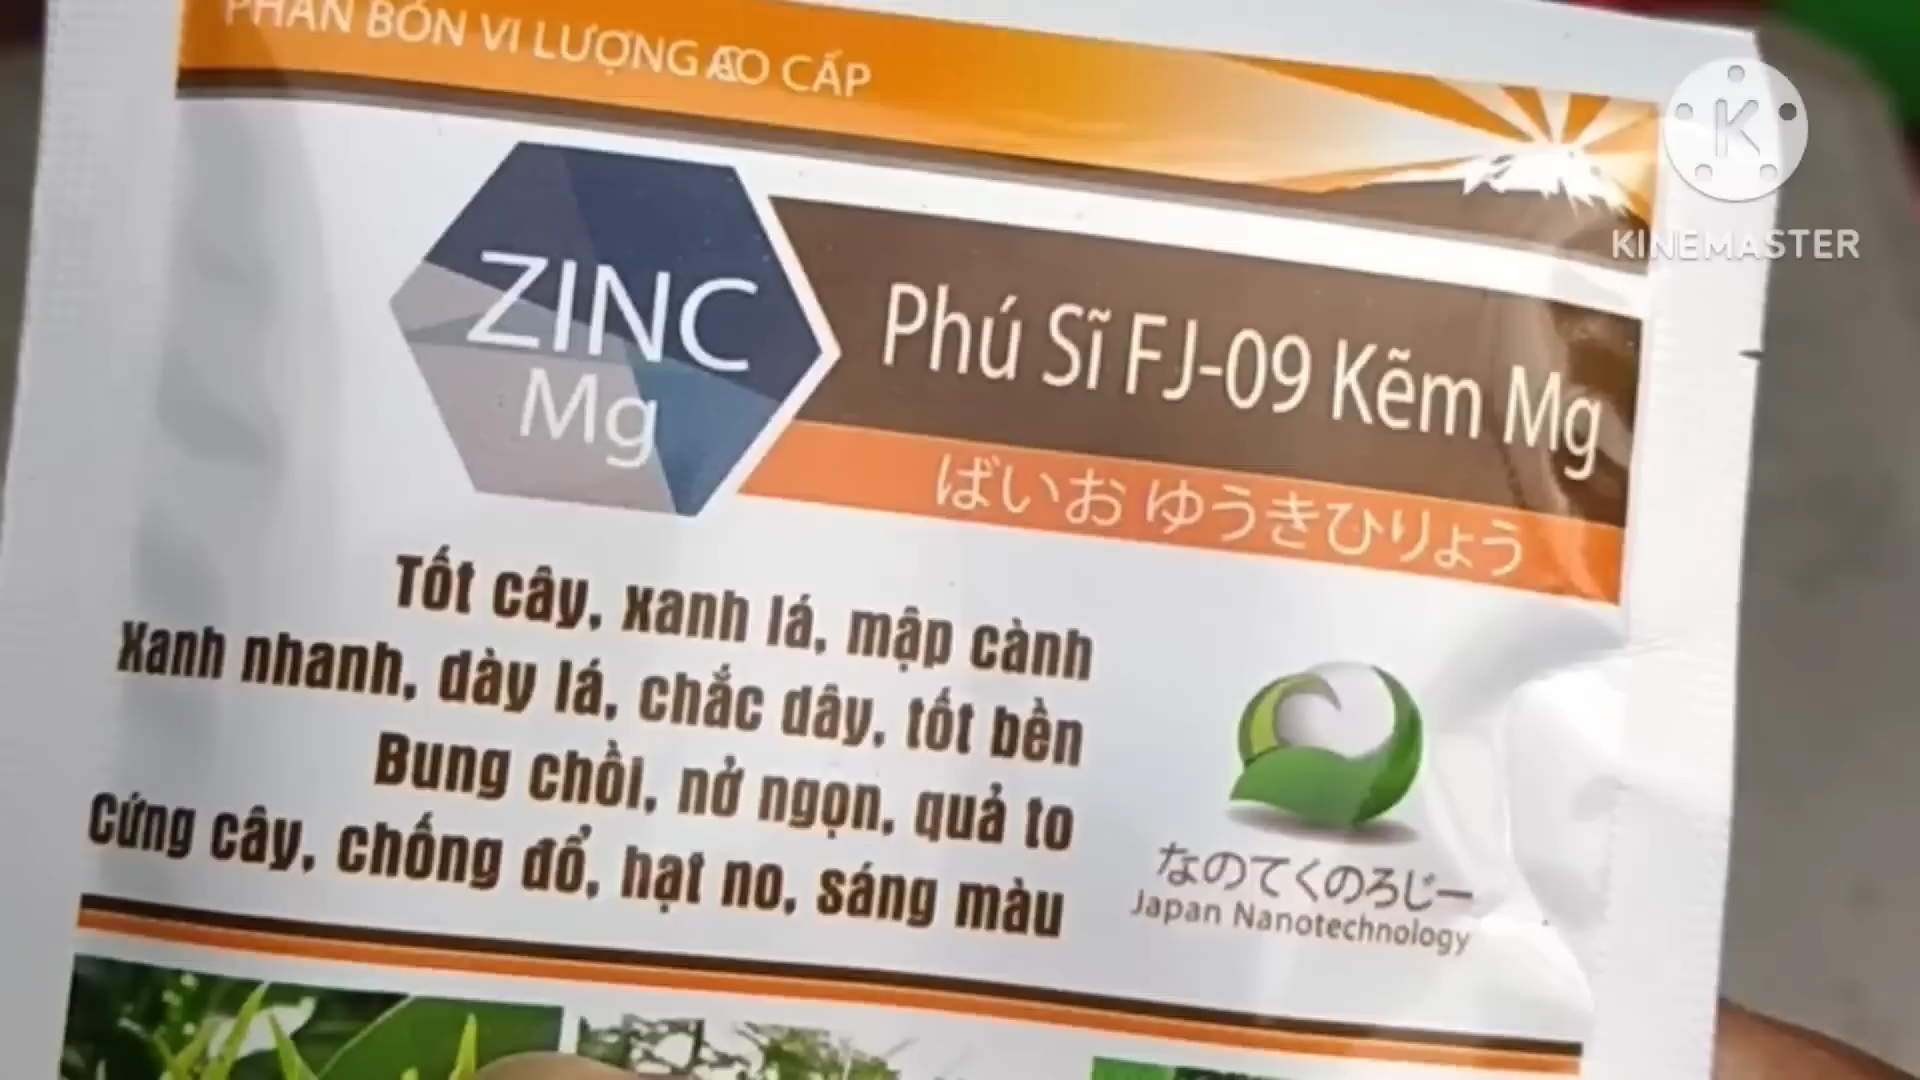 PHÂN BÓN VI LƯỢNG CAO CẤP
KINEMASTER
ZINC
Mg
Phú Sĩ FJ-09 Kẽm Mg
ばいお ゆうきひりょう
Tốt cây, xanh lá, mập cành
Xanh nhanh, dày lá, chắc dây, tốt bền
Bung chồi, nở ngọn, quả to
Cứng cây, chống đổ, hạt no, sáng màu
なのてくのろじー
Japan Nanotechnology